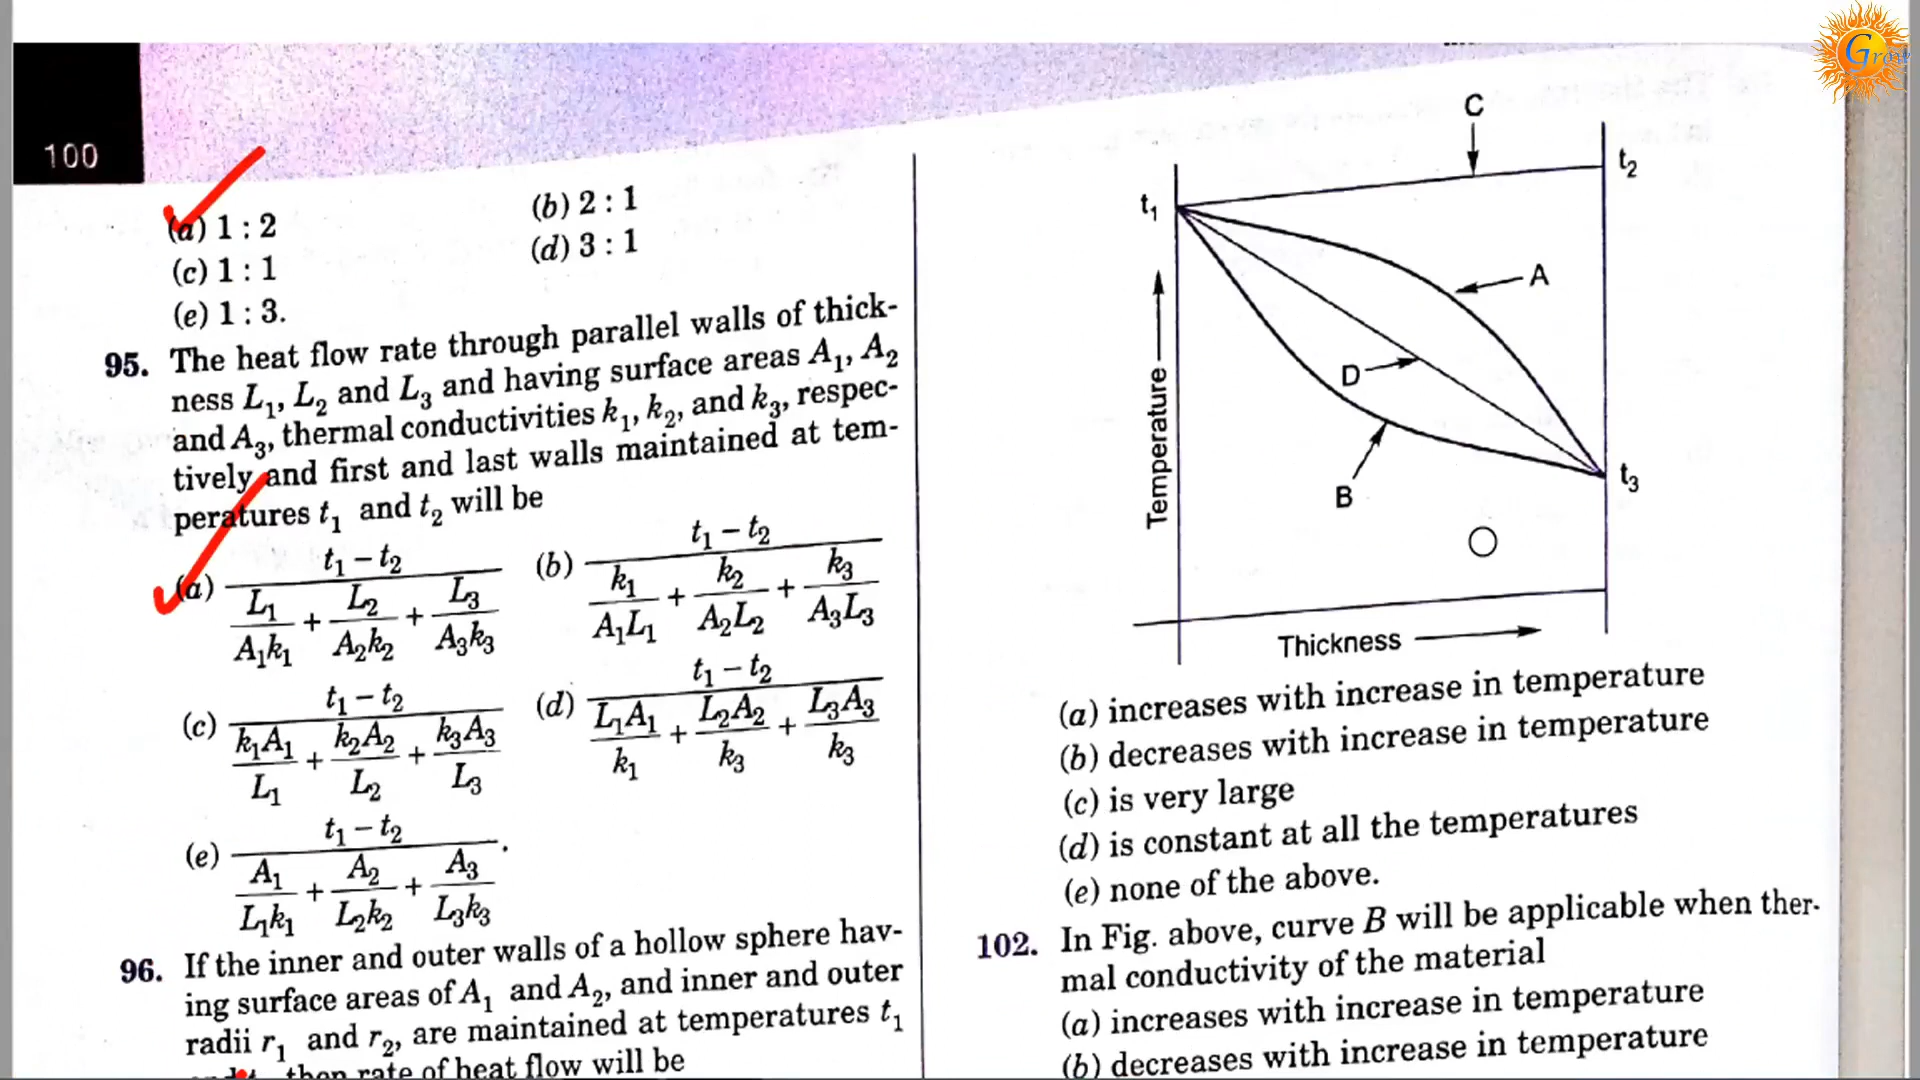 100
(a) 1 : 2
(b) 2 : 1
(c) 1 : 1
(d) 3 : 1
(e) 1 : 3.
95. The heat flow rate through parallel walls of thick-
ness L₁, L₂ and L₃ and having surface areas A₁, A₂
and A₃, thermal conductivities k₁, k₂, and k₃, respec-
tively and first and last walls maintained at tem-
peratures t₁ and t₂ will be
(a) t₁ – t₂
L₁/A₁k₁ + L₂/A₂k₂ + L₃/A₃k₃
(b) t₁ – t₂
k₁/A₁L₁ + k₂/A₂L₂ + k₃/A₃L₃
(c) t₁ – t₂
k₁A₁/L₁ + k₂A₂/L₂ + k₃A₃/L₃
(d) t₁ – t₂
L₁A₁/k₁ + L₂A₂/k₃ + L₃A₃/k₃
(e) t₁ – t₂ .
A₁/L₁k₁ + A₂/L₂k₂ + A₃/L₃k₃
96. If the inner and outer walls of a hollow sphere hav-
ing surface areas of A₁ and A₂, and inner and outer
radii r₁ and r₂, are maintained at temperatures t₁
then rate of heat flow will be
C
t₂
t₁
A
D
B
t₃
Temperature
Thickness
(a) increases with increase in temperature
(b) decreases with increase in temperature
(c) is very large
(d) is constant at all the temperatures
(e) none of the above.
102. In Fig. above, curve B will be applicable when ther-
mal conductivity of the material
(a) increases with increase in temperature
(b) decreases with increase in temperature